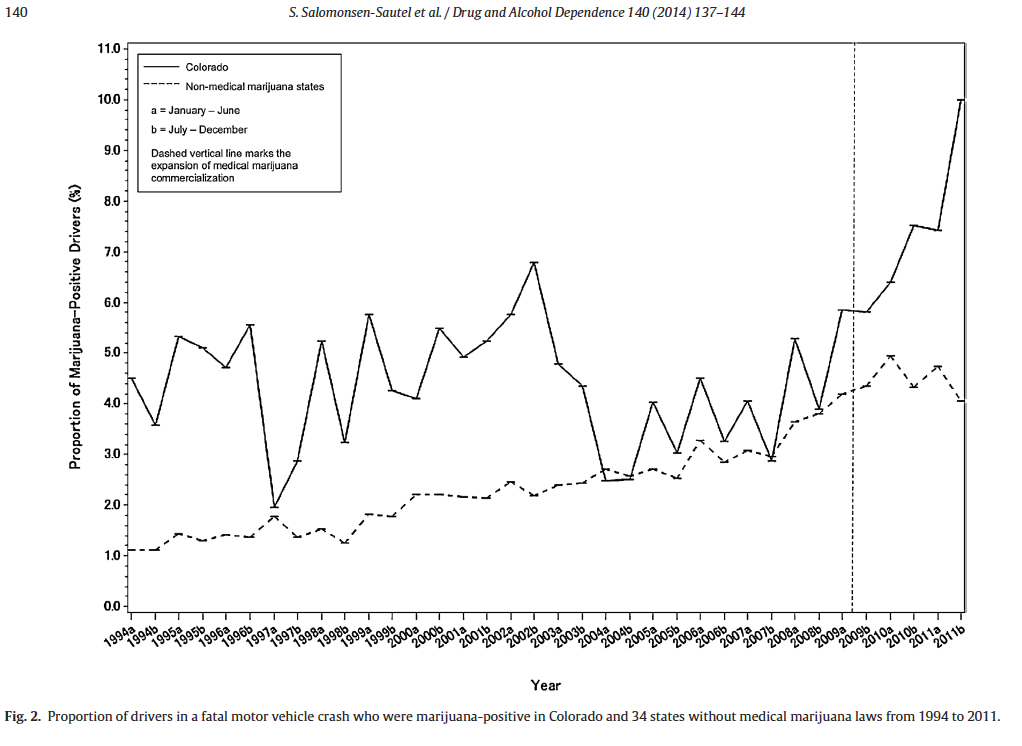 140
S. Salomonsen-Sautel et al. / Drug and Alcohol Dependence 140 (2014) 137–144
11.0
10.0
9.0
8.0
7.0
6.0
5.0
4.0
3.0
2.0
1.0
0.0
Proportion of Marijuana-Positive Drivers (%)
Colorado
Non-medical marijuana states
a = January – June
b = July – December
Dashed vertical line marks the
expansion of medical marijuana
commercialization
1994a 1994b 1995a 1995b 1996a 1996b 1997a 1997b 1998a 1998b 1999a 1999b 2000a 2000b 2001a 2001b 2002a 2002b 2003a 2003b 2004a 2004b 2005a 2005b 2006a 2006b 2007a 2007b 2008a 2008b 2009a 2009b 2010a 2010b 2011a 2011b
Year
Fig. 2. Proportion of drivers in a fatal motor vehicle crash who were marijuana-positive in Colorado and 34 states without medical marijuana laws from 1994 to 2011.